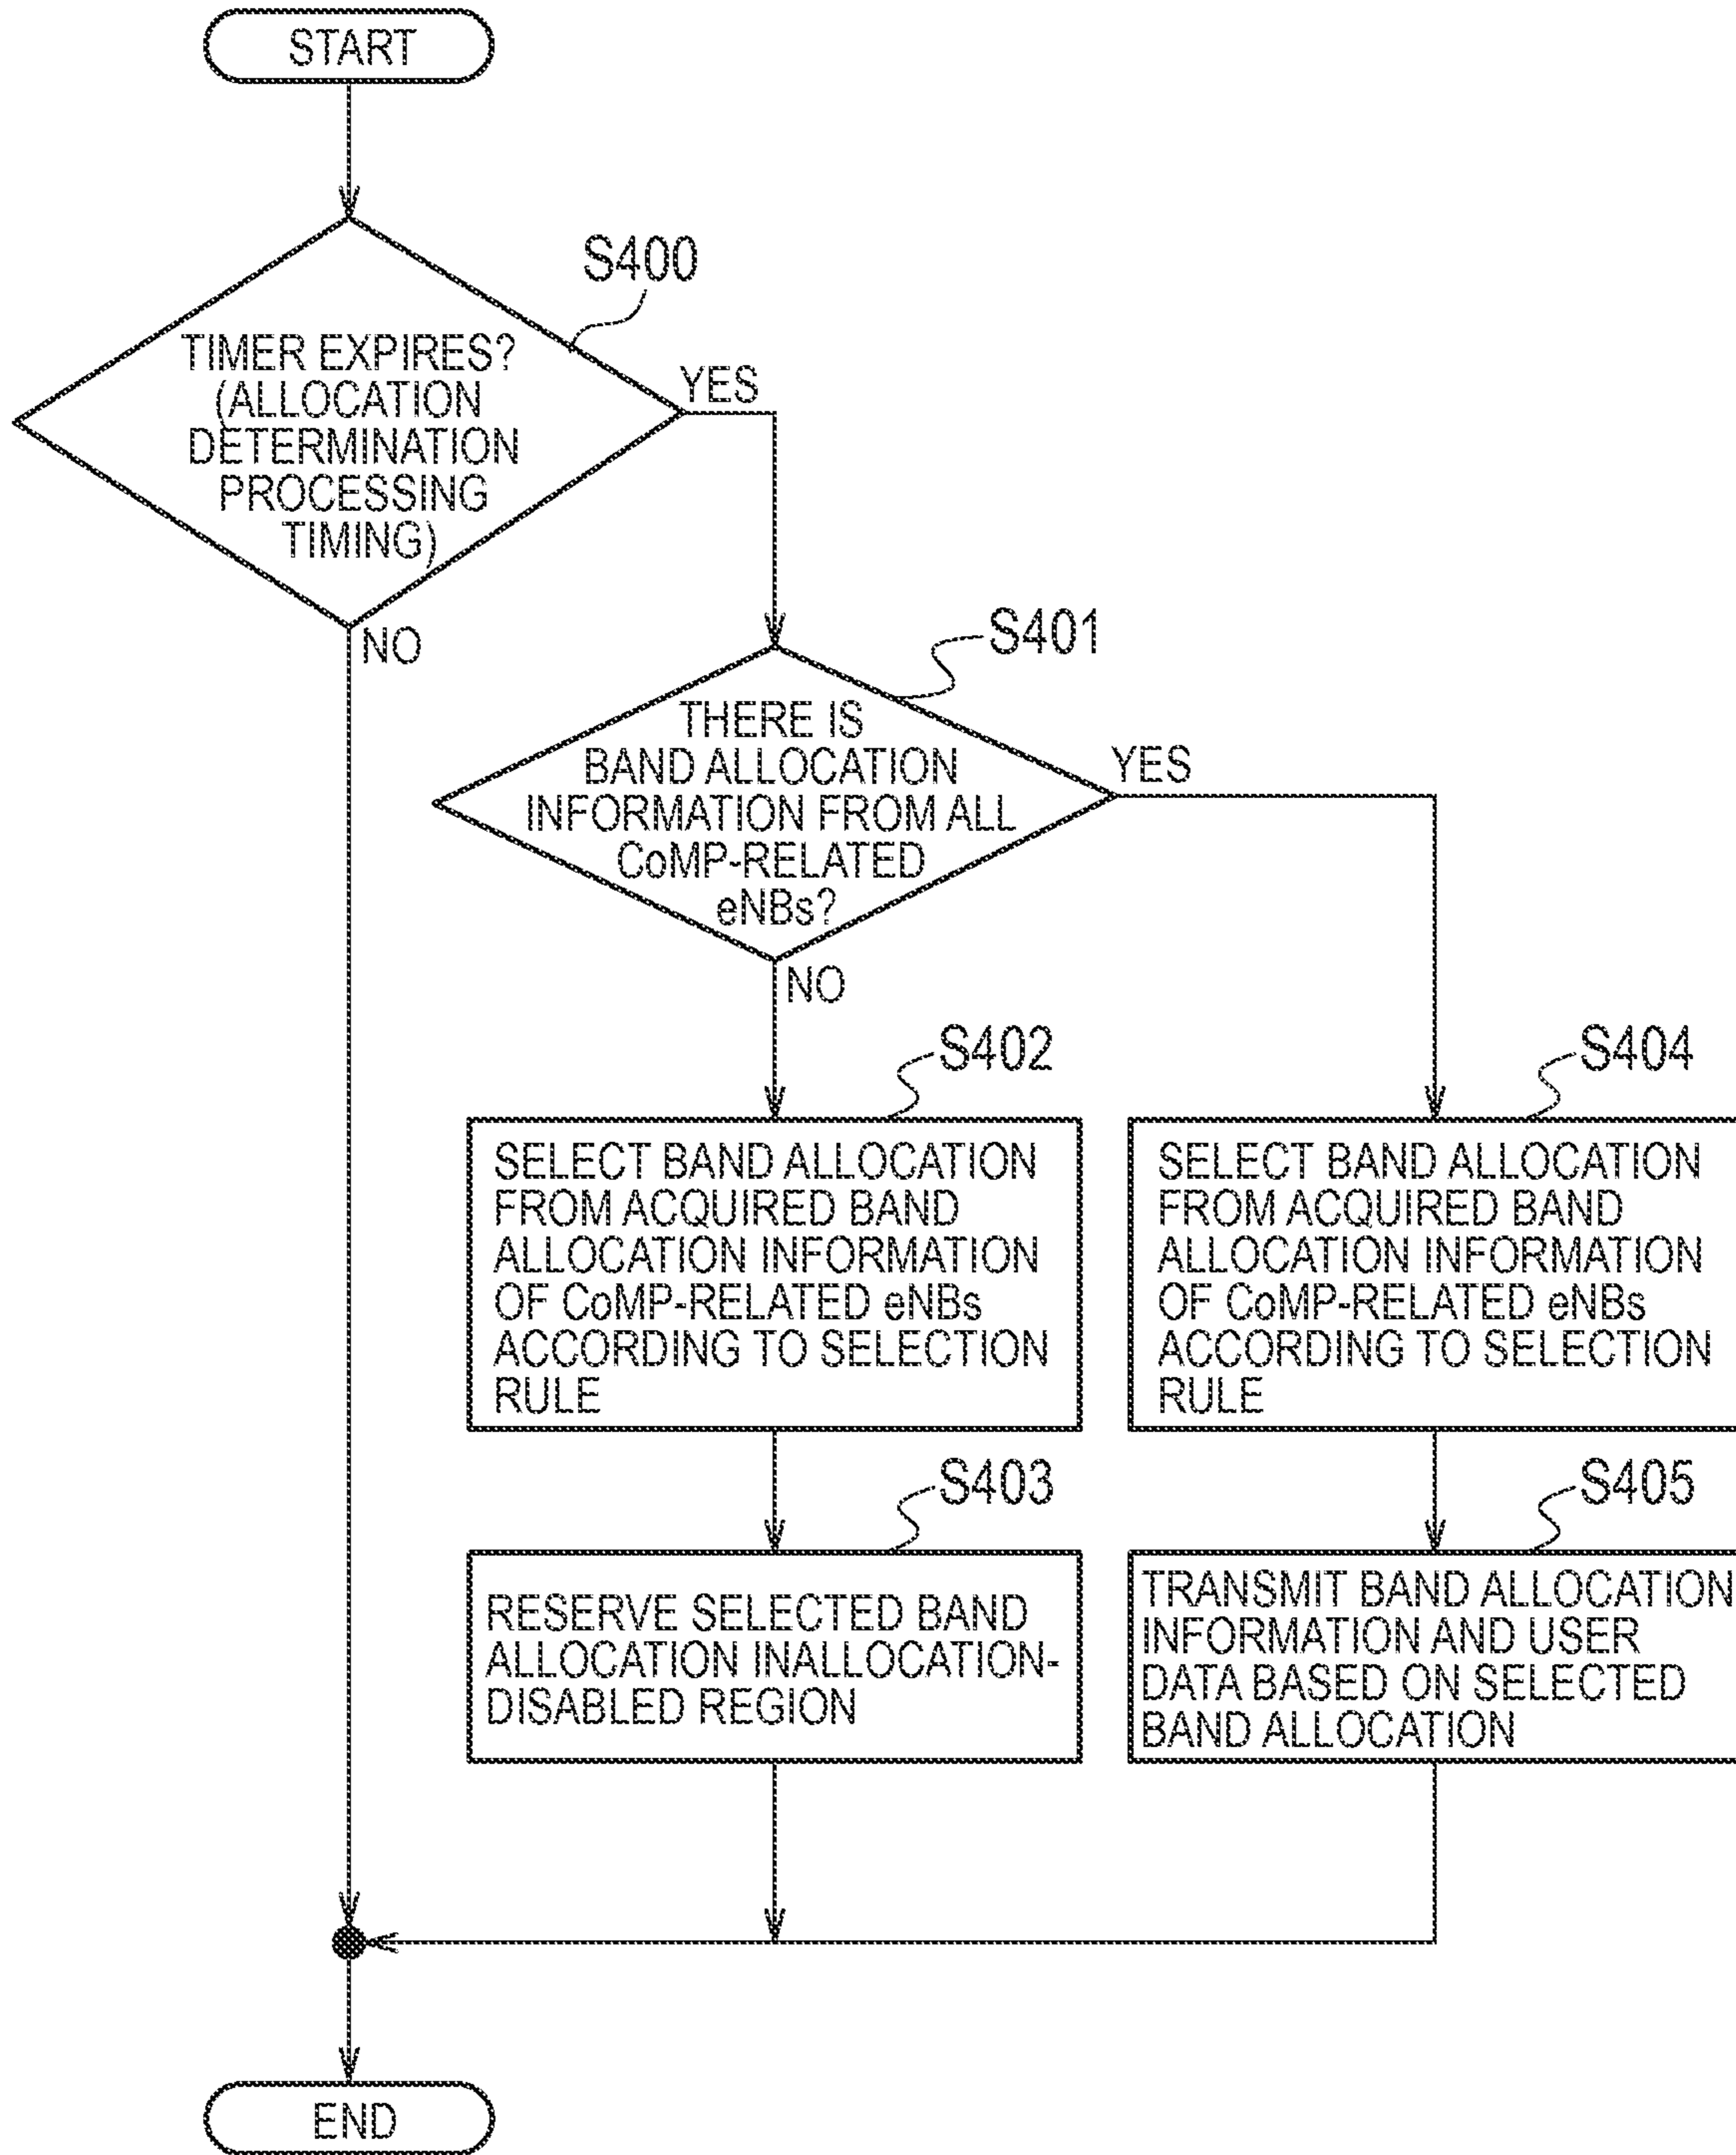 START
S400
TIMER EXPIRES?
(ALLOCATION
DETERMINATION
PROCESSING
TIMING)
YES
NO
S401
THERE IS
BAND ALLOCATION
INFORMATION FROM ALL
CoMP-RELATED
eNBs?
YES
NO
S402
SELECT BAND ALLOCATION
FROM ACQUIRED BAND
ALLOCATION INFORMATION
OF CoMP-RELATED eNBs
ACCORDING TO SELECTION
RULE
S404
SELECT BAND ALLOCATION
FROM ACQUIRED BAND
ALLOCATION INFORMATION
OF CoMP-RELATED eNBs
ACCORDING TO SELECTION
RULE
S403
RESERVE SELECTED BAND
ALLOCATION INALLOCATION-
DISABLED REGION
S405
TRANSMIT BAND ALLOCATION
INFORMATION AND USER
DATA BASED ON SELECTED
BAND ALLOCATION
END